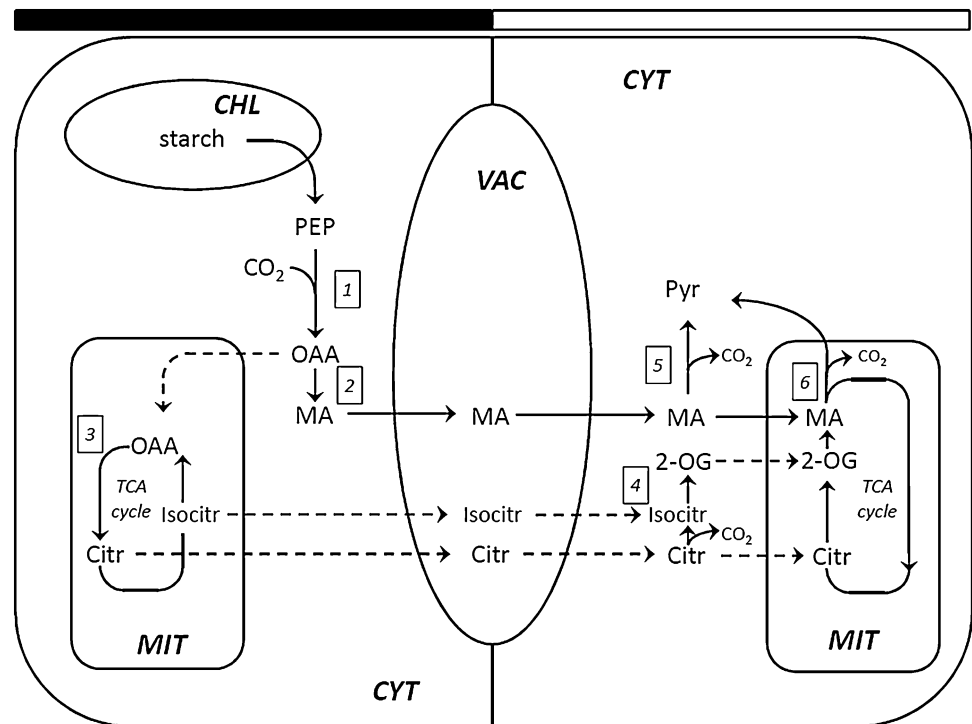 CHL
CYT
starch
VAC
PEP
CO2
1
Pyr
OAA
2
5
CO2
6
CO2
MA
MA
MA
MA
3
OAA
2-OG
2-OG
TCA
cycle
4
TCA
cycle
Isocitr
Isocitr
Isocitr
CO2
Citr
Citr
Citr
Citr
MIT
MIT
CYT